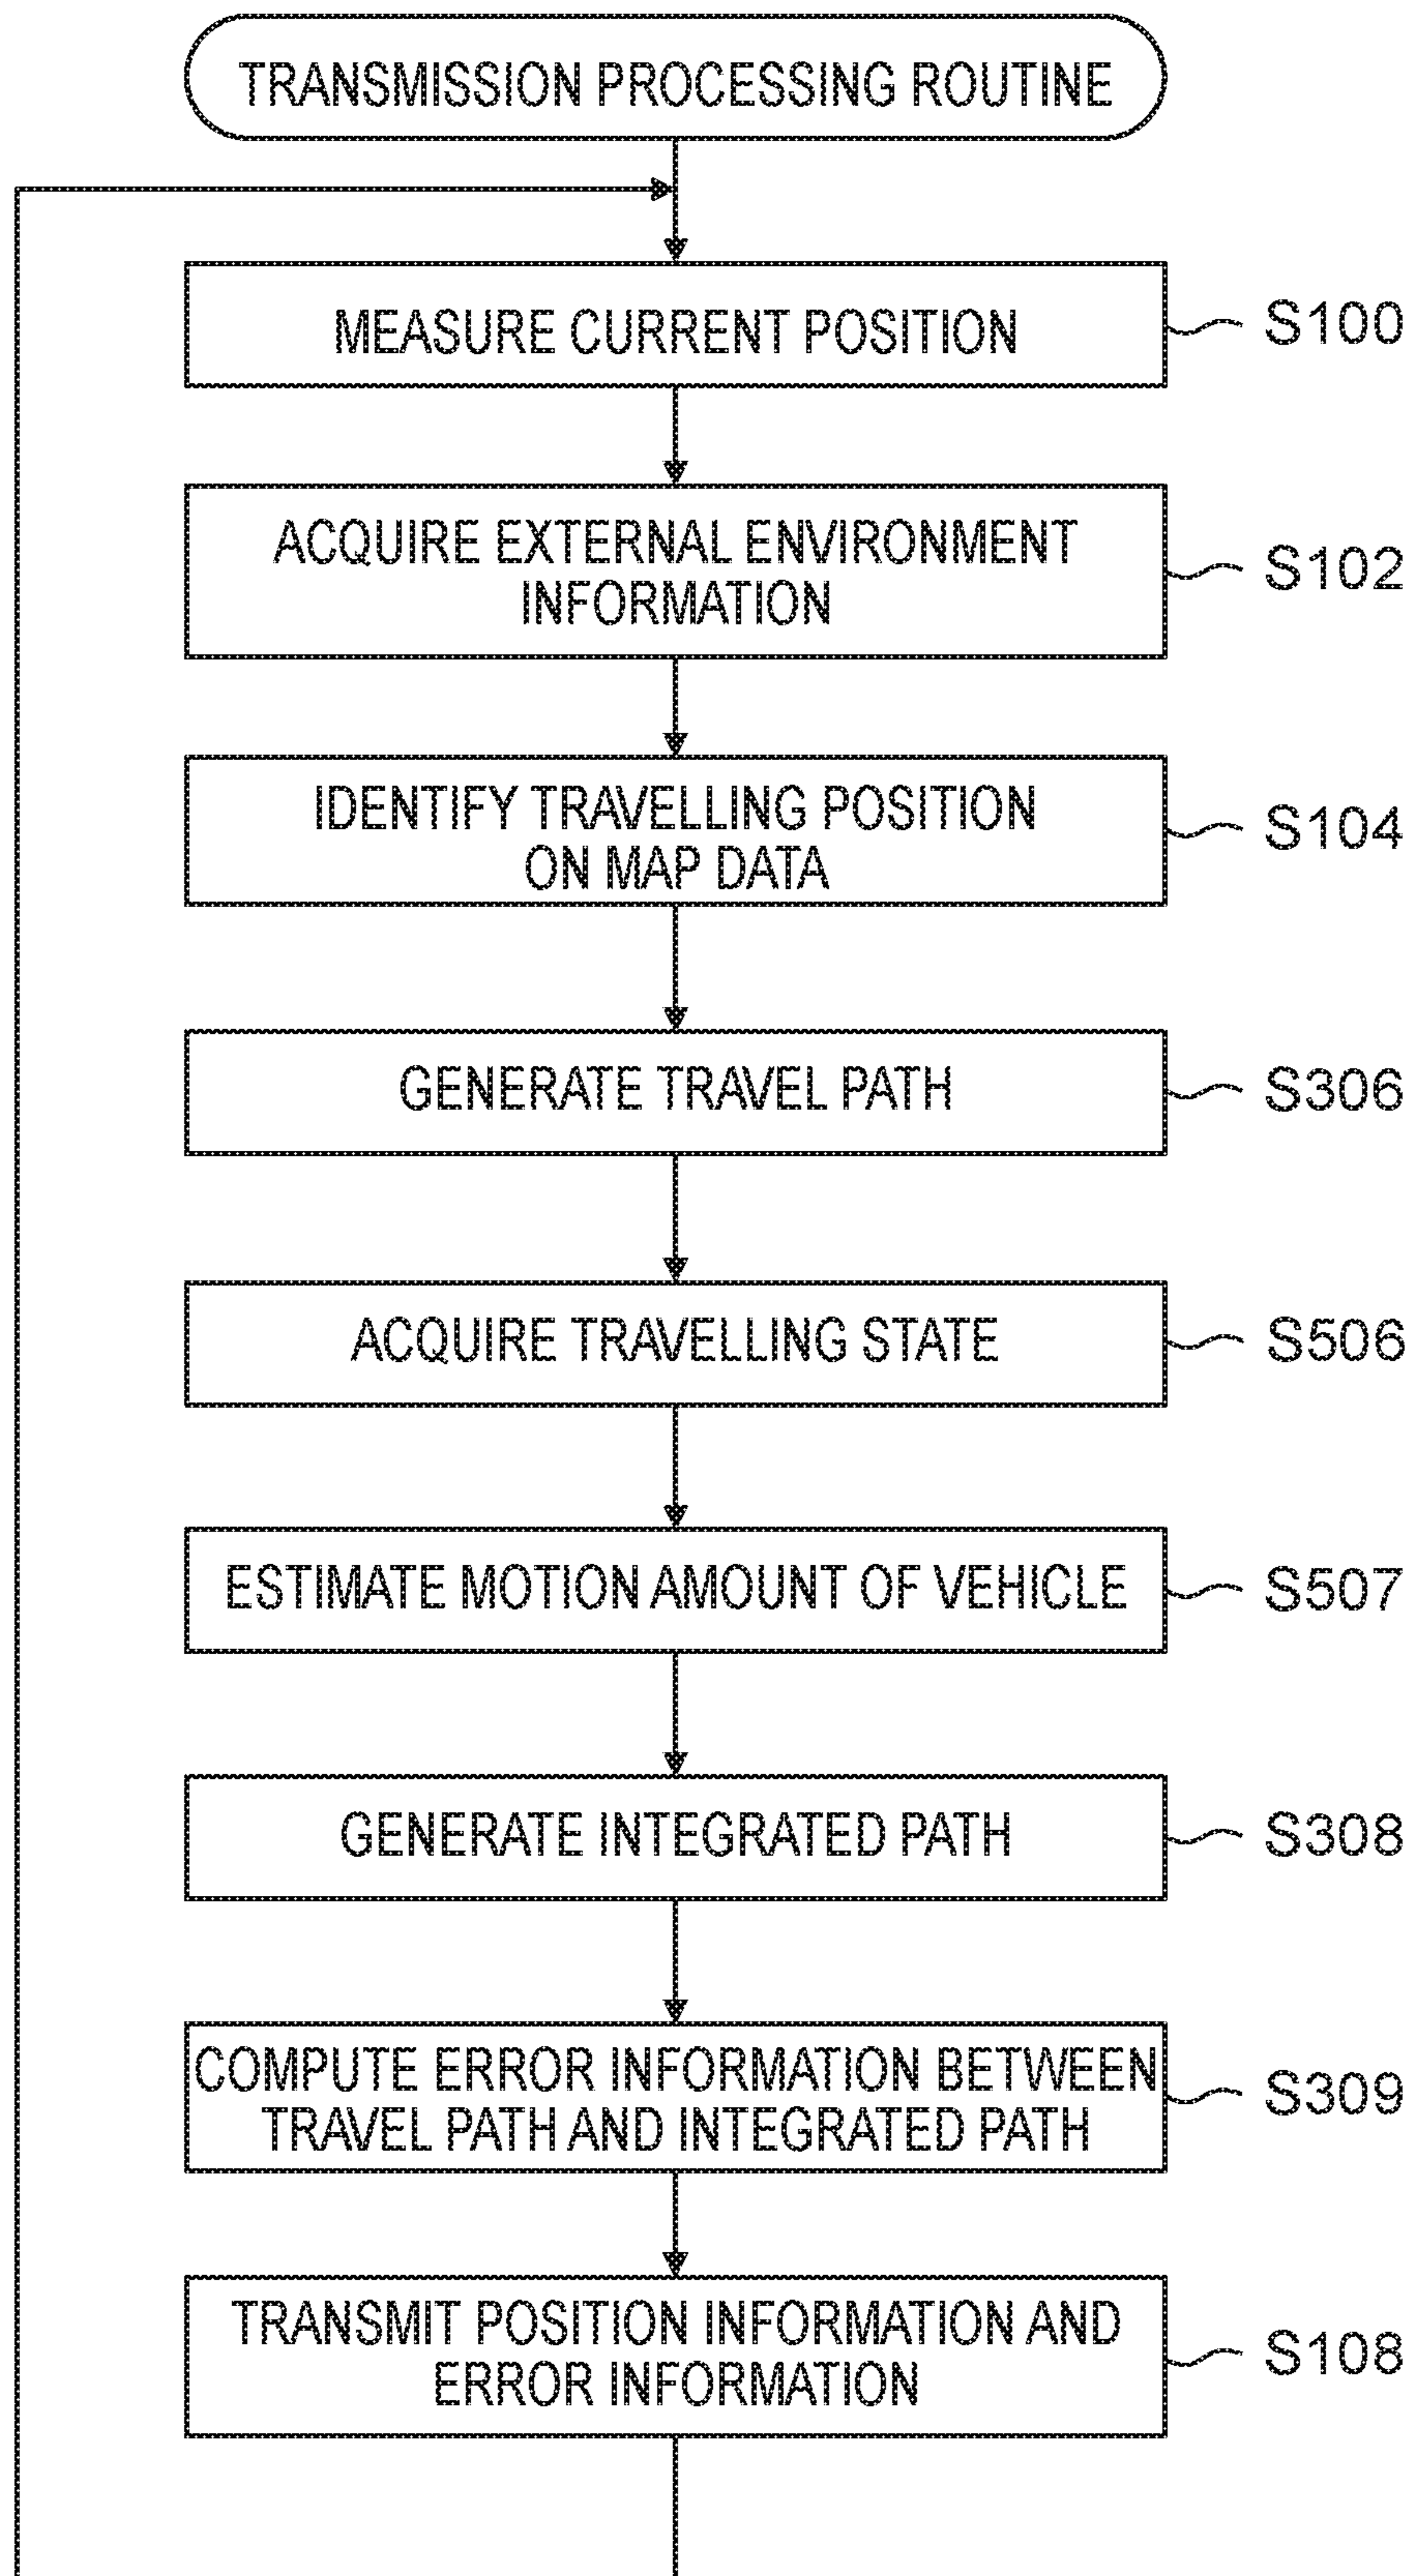 TRANSMISSION PROCESSING ROUTINE
MEASURE CURRENT POSITION
S100
ACQUIRE EXTERNAL ENVIRONMENT
INFORMATION
S102
IDENTIFY TRAVELLING POSITION
ON MAP DATA
S104
GENERATE TRAVEL PATH
S306
ACQUIRE TRAVELLING STATE
S506
ESTIMATE MOTION AMOUNT OF VEHICLE
S507
GENERATE INTEGRATED PATH
S308
COMPUTE ERROR INFORMATION BETWEEN
TRAVEL PATH AND INTEGRATED PATH
S309
TRANSMIT POSITION INFORMATION AND
ERROR INFORMATION
S108